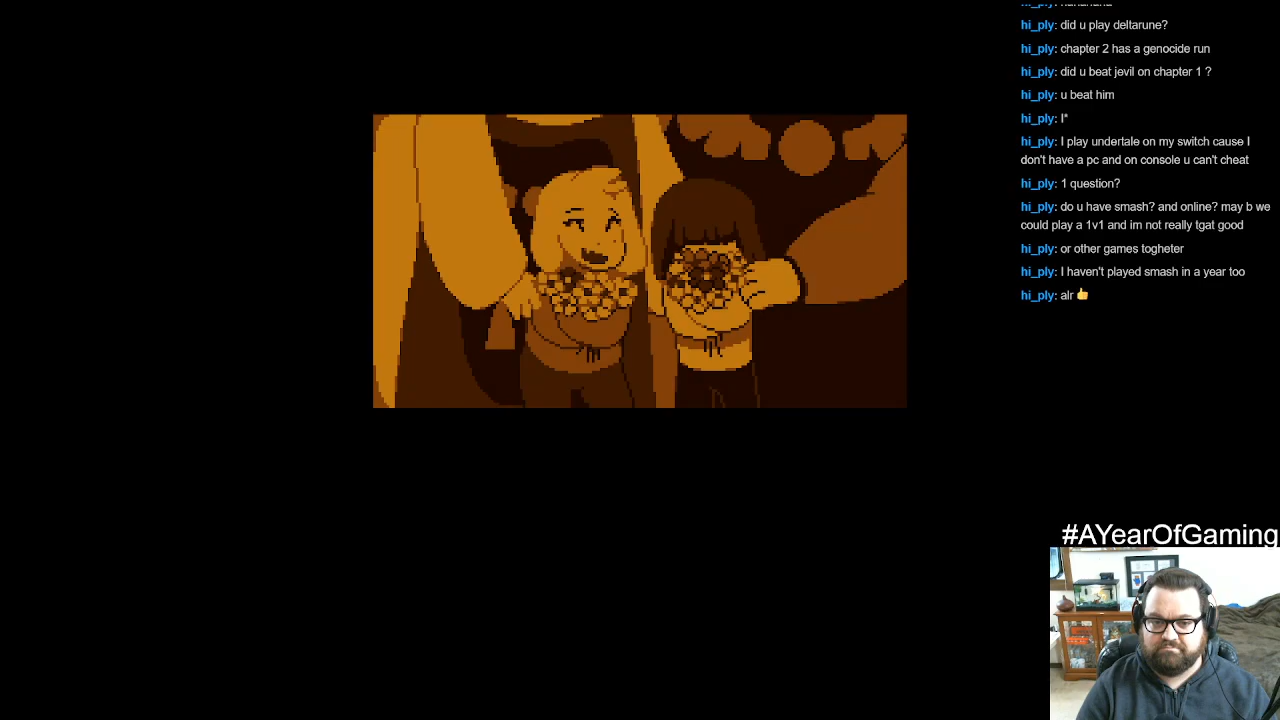 hi_ply: did u play deltarune?
hi_ply: chapter 2 has a genocide run
hi_ply: did u beat jevil on chapter 1 ?
hi_ply: u beat him
hi_ply: I*
hi_ply: I play undertale on my switch cause I
don't have a pc and on console u can't cheat
hi_ply: 1 question?
hi_ply: do u have smash? and online? may b we
could play a 1v1 and im not really tgat good
hi_ply: or other games togheter
hi_ply: I haven't played smash in a year too
hi_ply: alr 👍
#AYearOfGaming